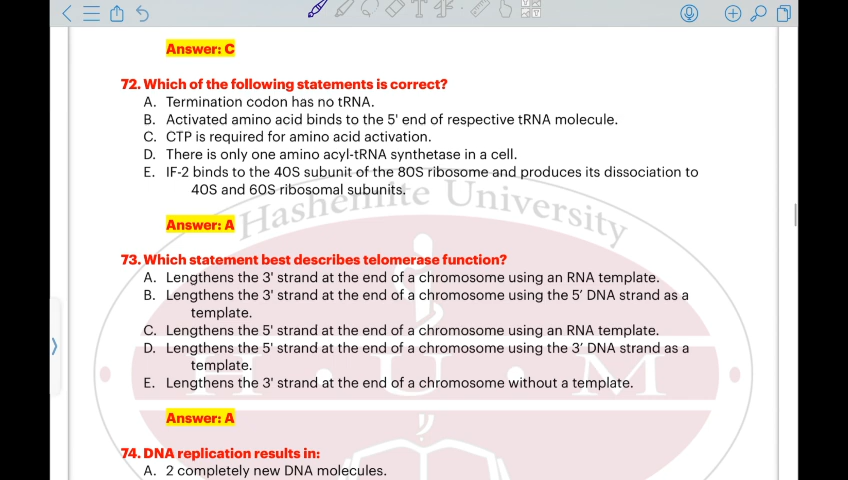 Answer: C
72. Which of the following statements is correct?
A. Termination codon has no tRNA.
B. Activated amino acid binds to the 5' end of respective tRNA molecule.
C. CTP is required for amino acid activation.
D. There is only one amino acyl-tRNA synthetase in a cell.
E. IF-2 binds to the 40S subunit of the 80S ribosome and produces its dissociation to
40S and 60S ribosomal subunits.
Hashemite University
Answer: A
73. Which statement best describes telomerase function?
A. Lengthens the 3' strand at the end of a chromosome using an RNA template.
B. Lengthens the 3' strand at the end of a chromosome using the 5’ DNA strand as a
template.
C. Lengthens the 5' strand at the end of a chromosome using an RNA template.
D. Lengthens the 5' strand at the end of a chromosome using the 3’ DNA strand as a
template.
E. Lengthens the 3' strand at the end of a chromosome without a template.
H U M
Answer: A
74. DNA replication results in:
A. 2 completely new DNA molecules.